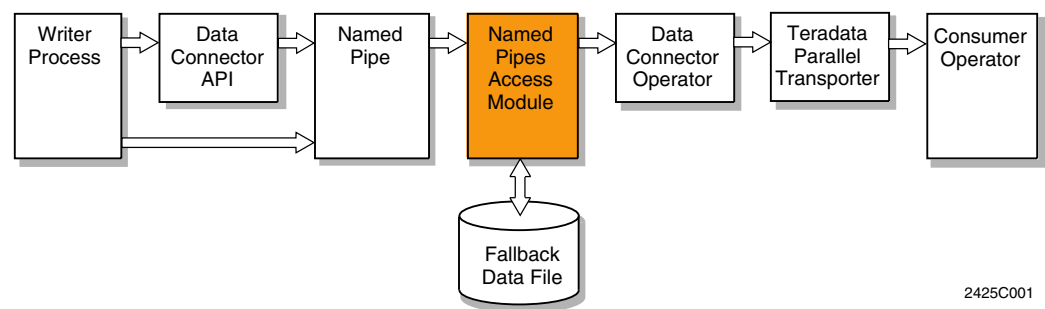 Writer
Process
Data
Connector
API
Named
Pipe
Named
Pipes
Access
Module
Data
Connector
Operator
Teradata
Parallel
Transporter
Consumer
Operator
Fallback
Data File
2425C001